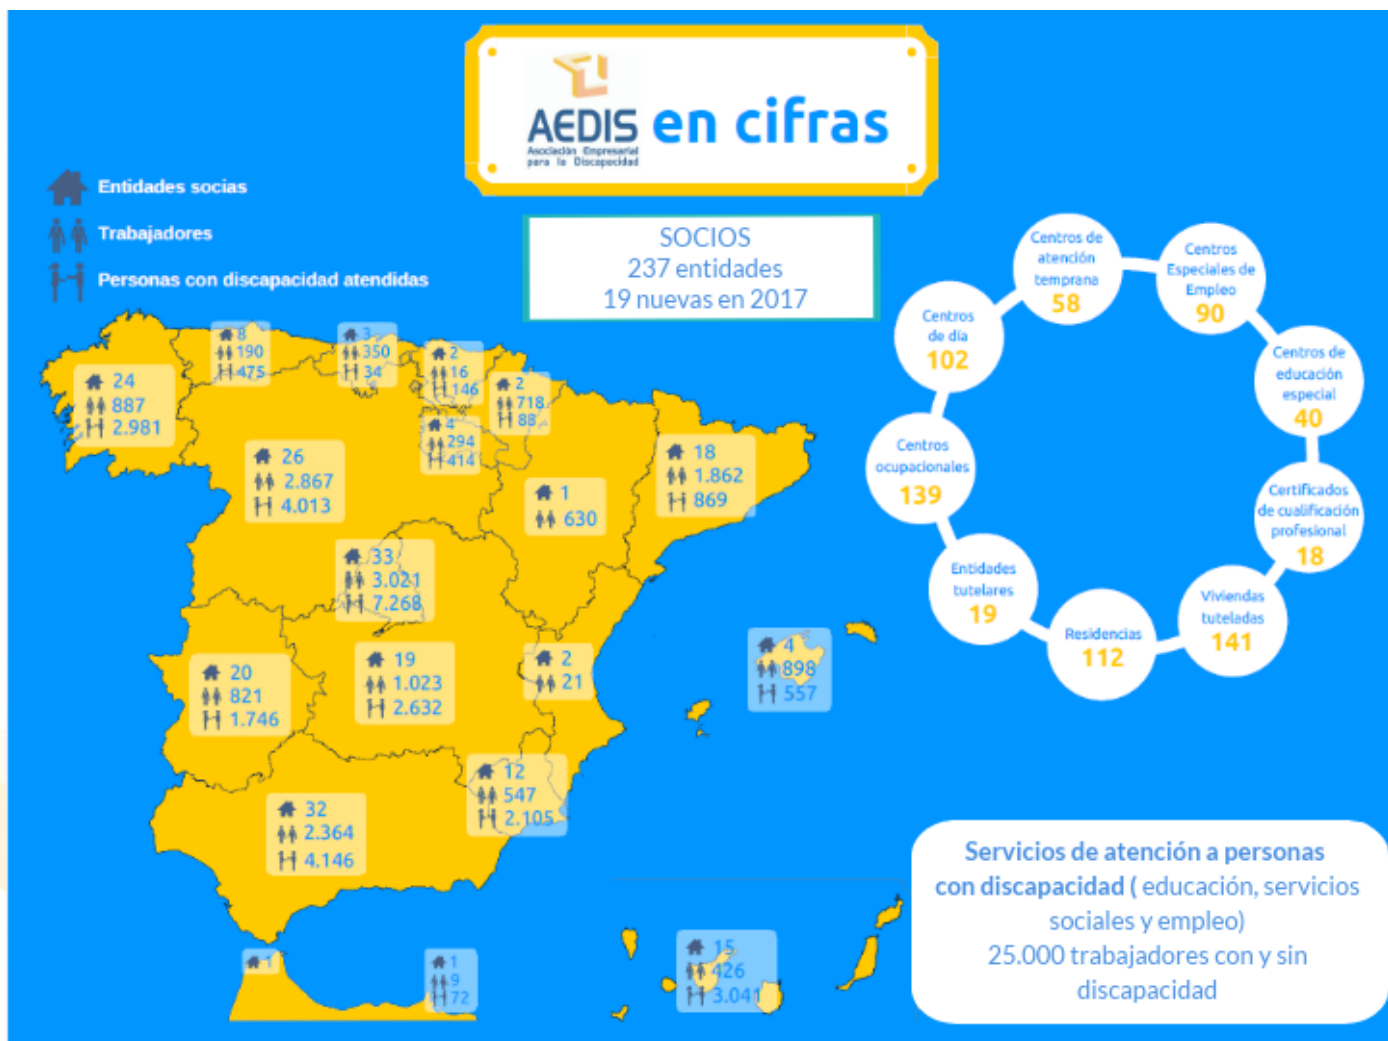 AEDIS en cifras
Asociación Empresarial
para la Discapacidad
Entidades socias
Trabajadores
Personas con discapacidad atendidas
SOCIOS
237 entidades
19 nuevas en 2017
24
887
2.981
8
190
475
3
350
34
2
16
146
2
718
88
4
294
414
26
2.867
4.013
18
1.862
869
1
630
33
3.021
7.268
20
821
1.746
19
1.023
2.632
2
21
4
898
557
12
547
2.105
32
2.364
4.146
1
1
9
72
15
426
3.041
Centros de
atención
temprana
58
Centros
Especiales de
Empleo
90
Centros de
educación
especial
40
Certificados
de cualificación
profesional
18
Viviendas
tuteladas
141
Residencias
112
Entidades
tutelares
19
Centros
ocupacionales
139
Centros
de día
102
Servicios de atención a personas
con discapacidad ( educación, servicios
sociales y empleo)
25.000 trabajadores con y sin
discapacidad